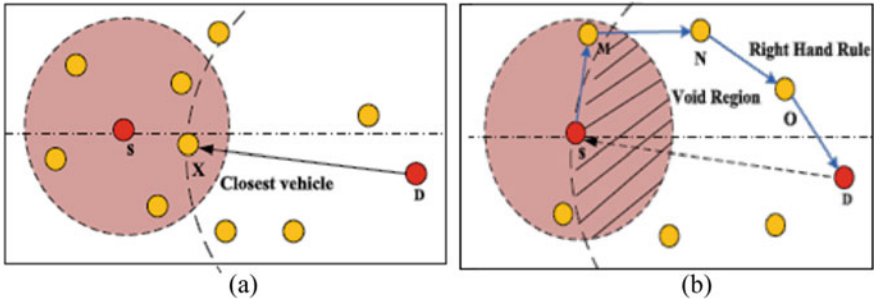 S
X
Closest vehicle
D
(a)
M
N
Right Hand Rule
Void Region
O
S
D
(b)